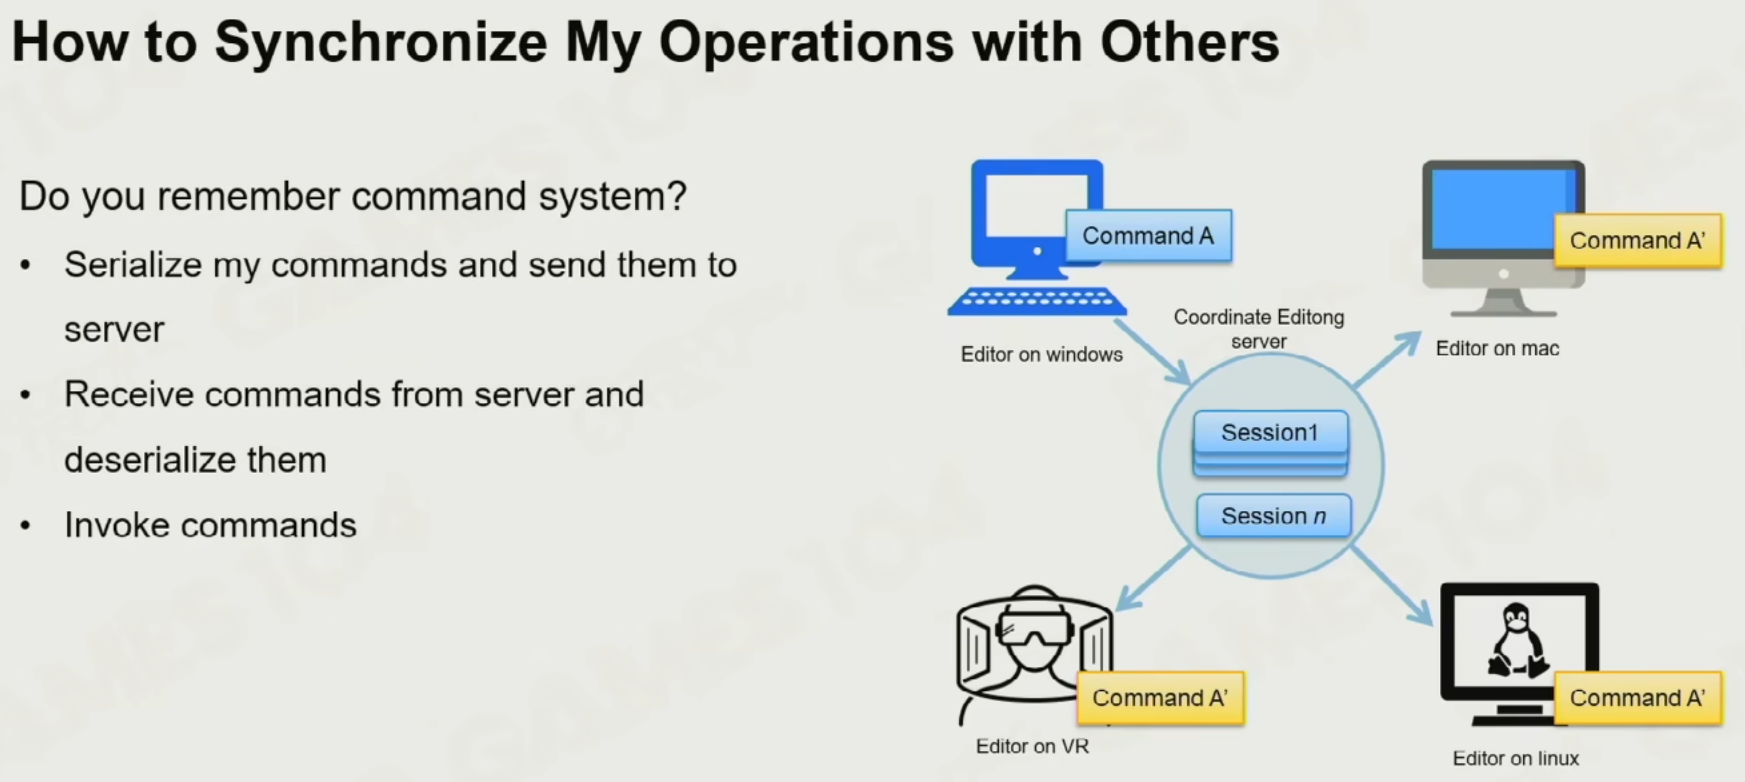 How to Synchronize My Operations with Others
Do you remember command system?
• Serialize my commands and send them to
server
• Receive commands from server and
deserialize them
• Invoke commands
Command A
Editor on windows
Coordinate Editong
server
Command A’
Editor on mac
Session1
Session n
Command A’
Editor on VR
Command A’
Editor on linux
GAMES 104